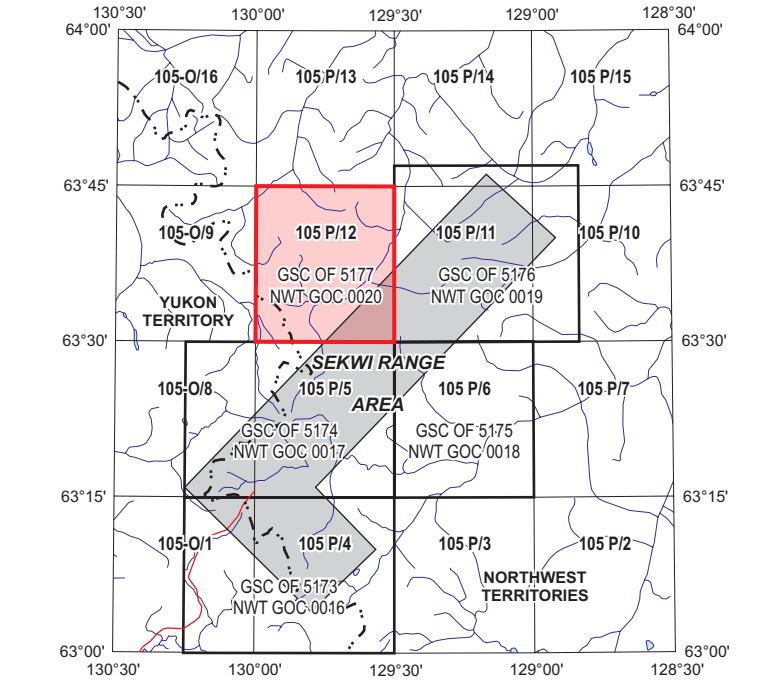 130°30' 130°00' 129°30' 129°00' 128°30'
64°00' 64°00'
105-O/16 105 P/13 105 P/14 105 P/15
63°45' 63°45'
105-O/9 105 P/12 105 P/11 105 P/10
GSC OF 5177 GSC OF 5176
NWT GOC 0020 NWT GOC 0019
YUKON
TERRITORY
63°30' 63°30'
SEKWI RANGE
105-O/8 105 P/5 105 P/6 105 P/7
AREA
GSC OF 5174 GSC OF 5175
NWT GOC 0017 NWT GOC 0018
63°15' 63°15'
105-O/1 105 P/4 105 P/3 105 P/2
NORTHWEST
TERRITORIES
GSC OF 5173
NWT GOC 0016
63°00' 63°00'
130°30' 130°00' 129°30' 129°00' 128°30'